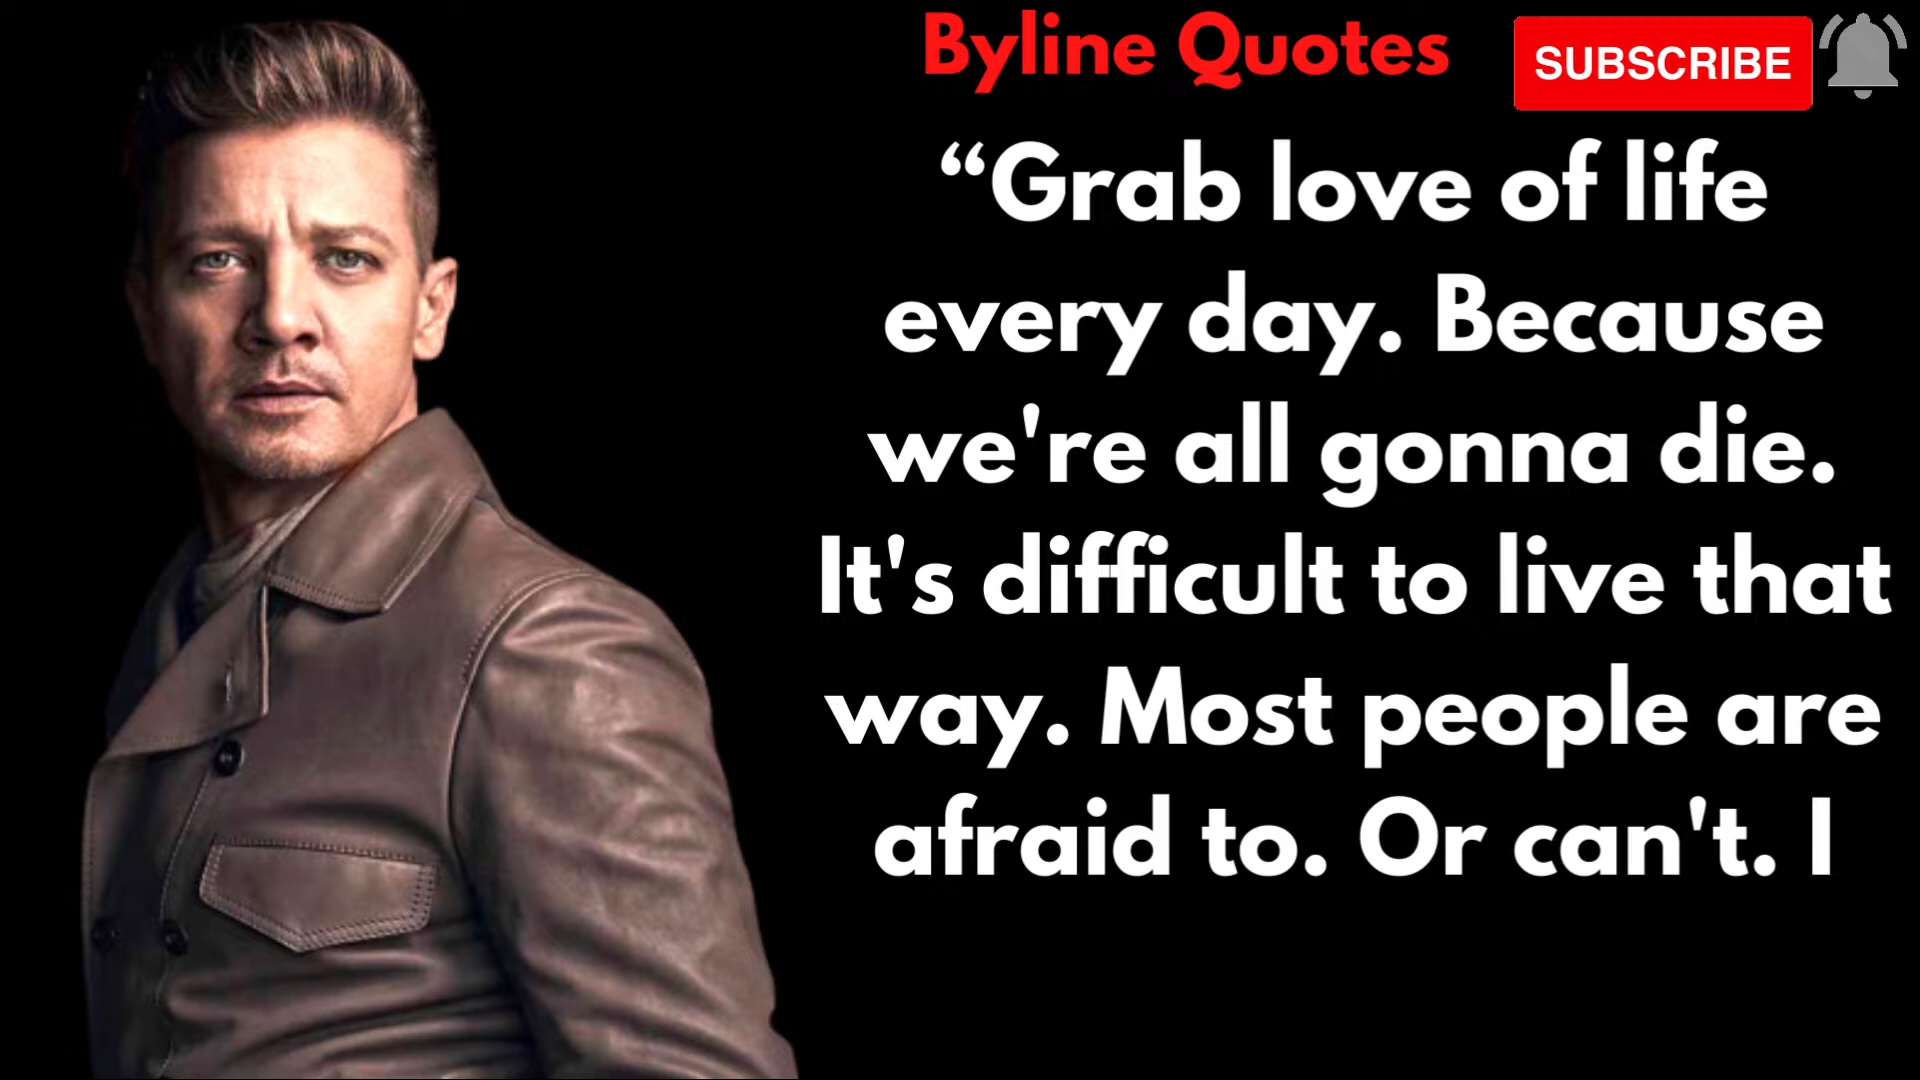 Byline Quotes
SUBSCRIBE
“Grab love of life
every day. Because
we're all gonna die.
It's difficult to live that
way. Most people are
afraid to. Or can't. I